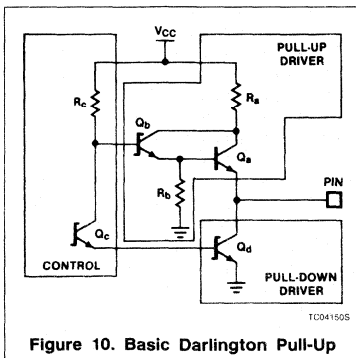 VCC
PULL-UP
DRIVER
Rc
Ra
Qb
Qa
Rb
PIN
Qc
Qd
CONTROL
PULL-DOWN
DRIVER
TC04150S
Figure 10. Basic Darlington Pull-Up